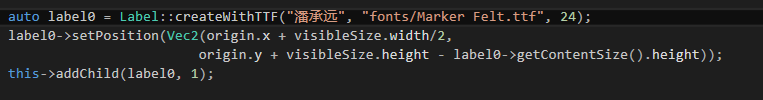 auto label0 = Label::createWithTTF("潘承远", "fonts/Marker Felt.ttf", 24);
label0->setPosition(Vec2(origin.x + visibleSize.width/2,
origin.y + visibleSize.height - label0->getContentSize().height));
this->addChild(label0, 1);